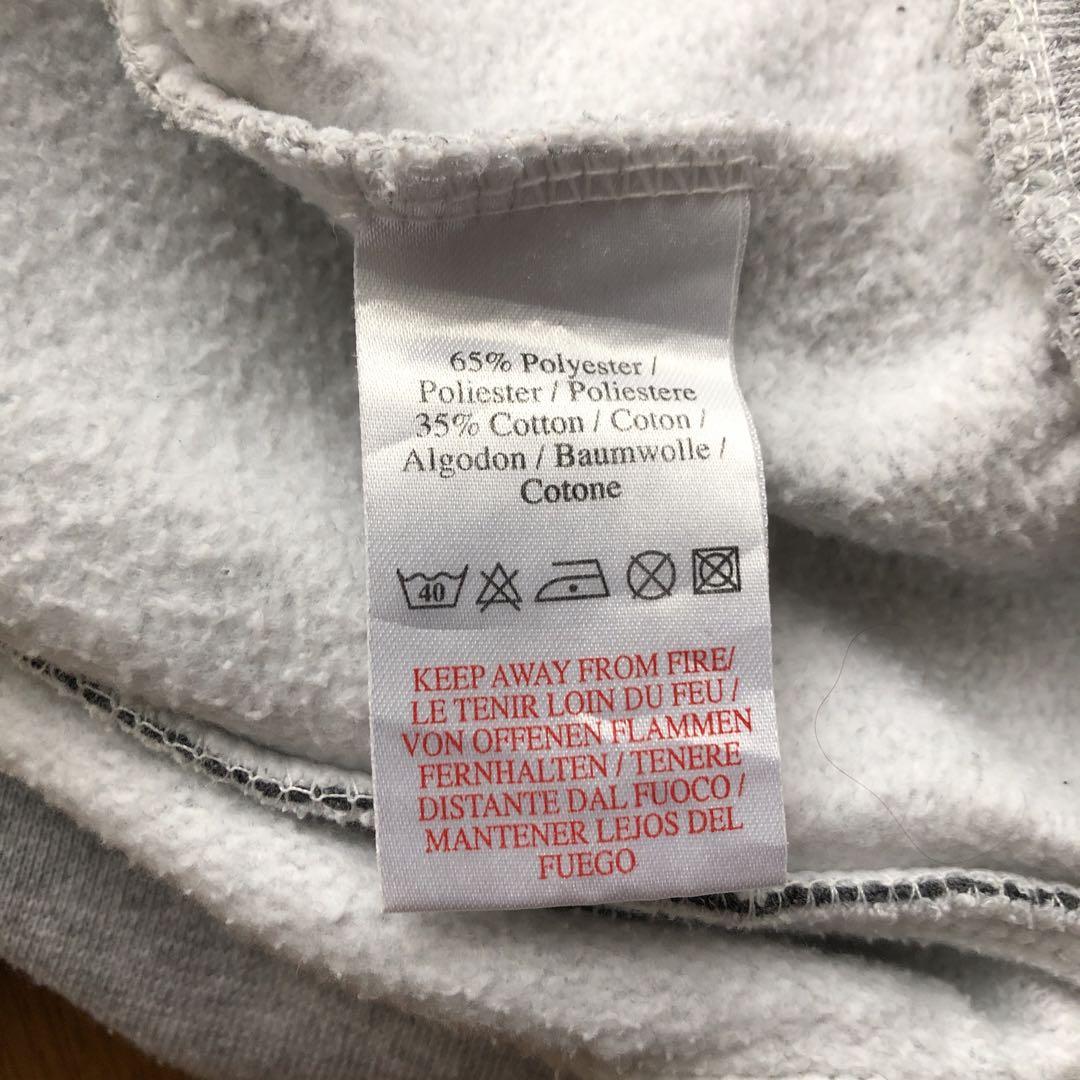 65% Polyester /
Poliester / Poliestere
35% Cotton / Coton /
Algodon / Baumwolle /
Cotone
40
KEEP AWAY FROM FIRE/
LE TENIR LOIN DU FEU /
VON OFFENEN FLAMMEN
FERNHALTEN / TENERE
DISTANTE DAL FUOCO /
MANTENER LEJOS DEL
FUEGO